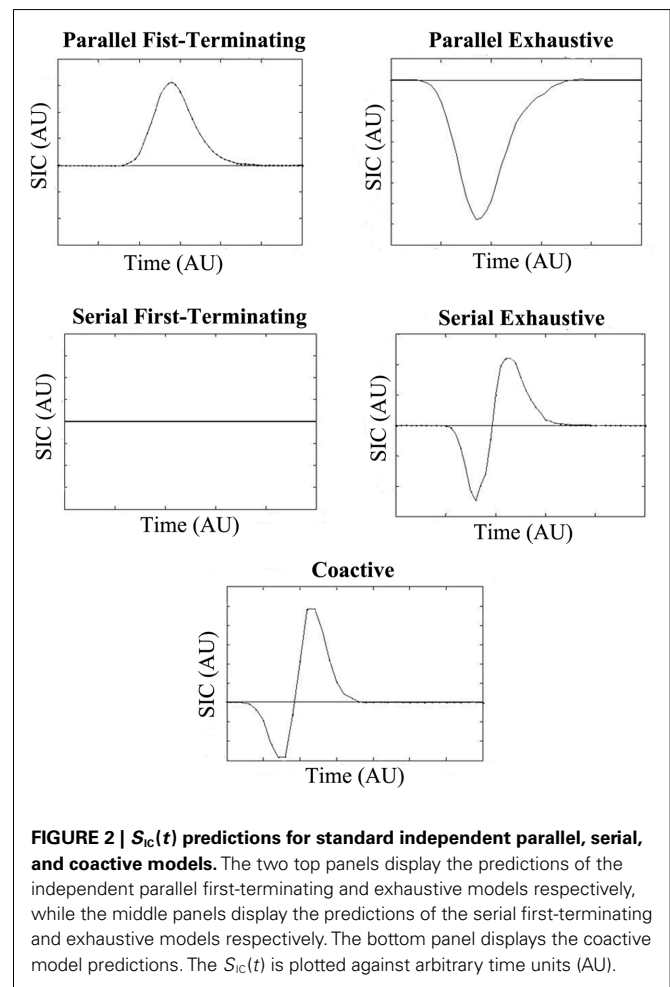 Parallel Fist-Terminating
Parallel Exhaustive
SIC (AU)
SIC (AU)
Time (AU)
Time (AU)
Serial First-Terminating
Serial Exhaustive
SIC (AU)
SIC (AU)
Time (AU)
Time (AU)
Coactive
SIC (AU)
Time (AU)
FIGURE 2 | SIC(t) predictions for standard independent parallel, serial,
and coactive models. The two top panels display the predictions of the
independent parallel first-terminating and exhaustive models respectively,
while the middle panels display the predictions of the serial first-terminating
and exhaustive models respectively. The bottom panel displays the coactive
model predictions. The SIC(t) is plotted against arbitrary time units (AU).